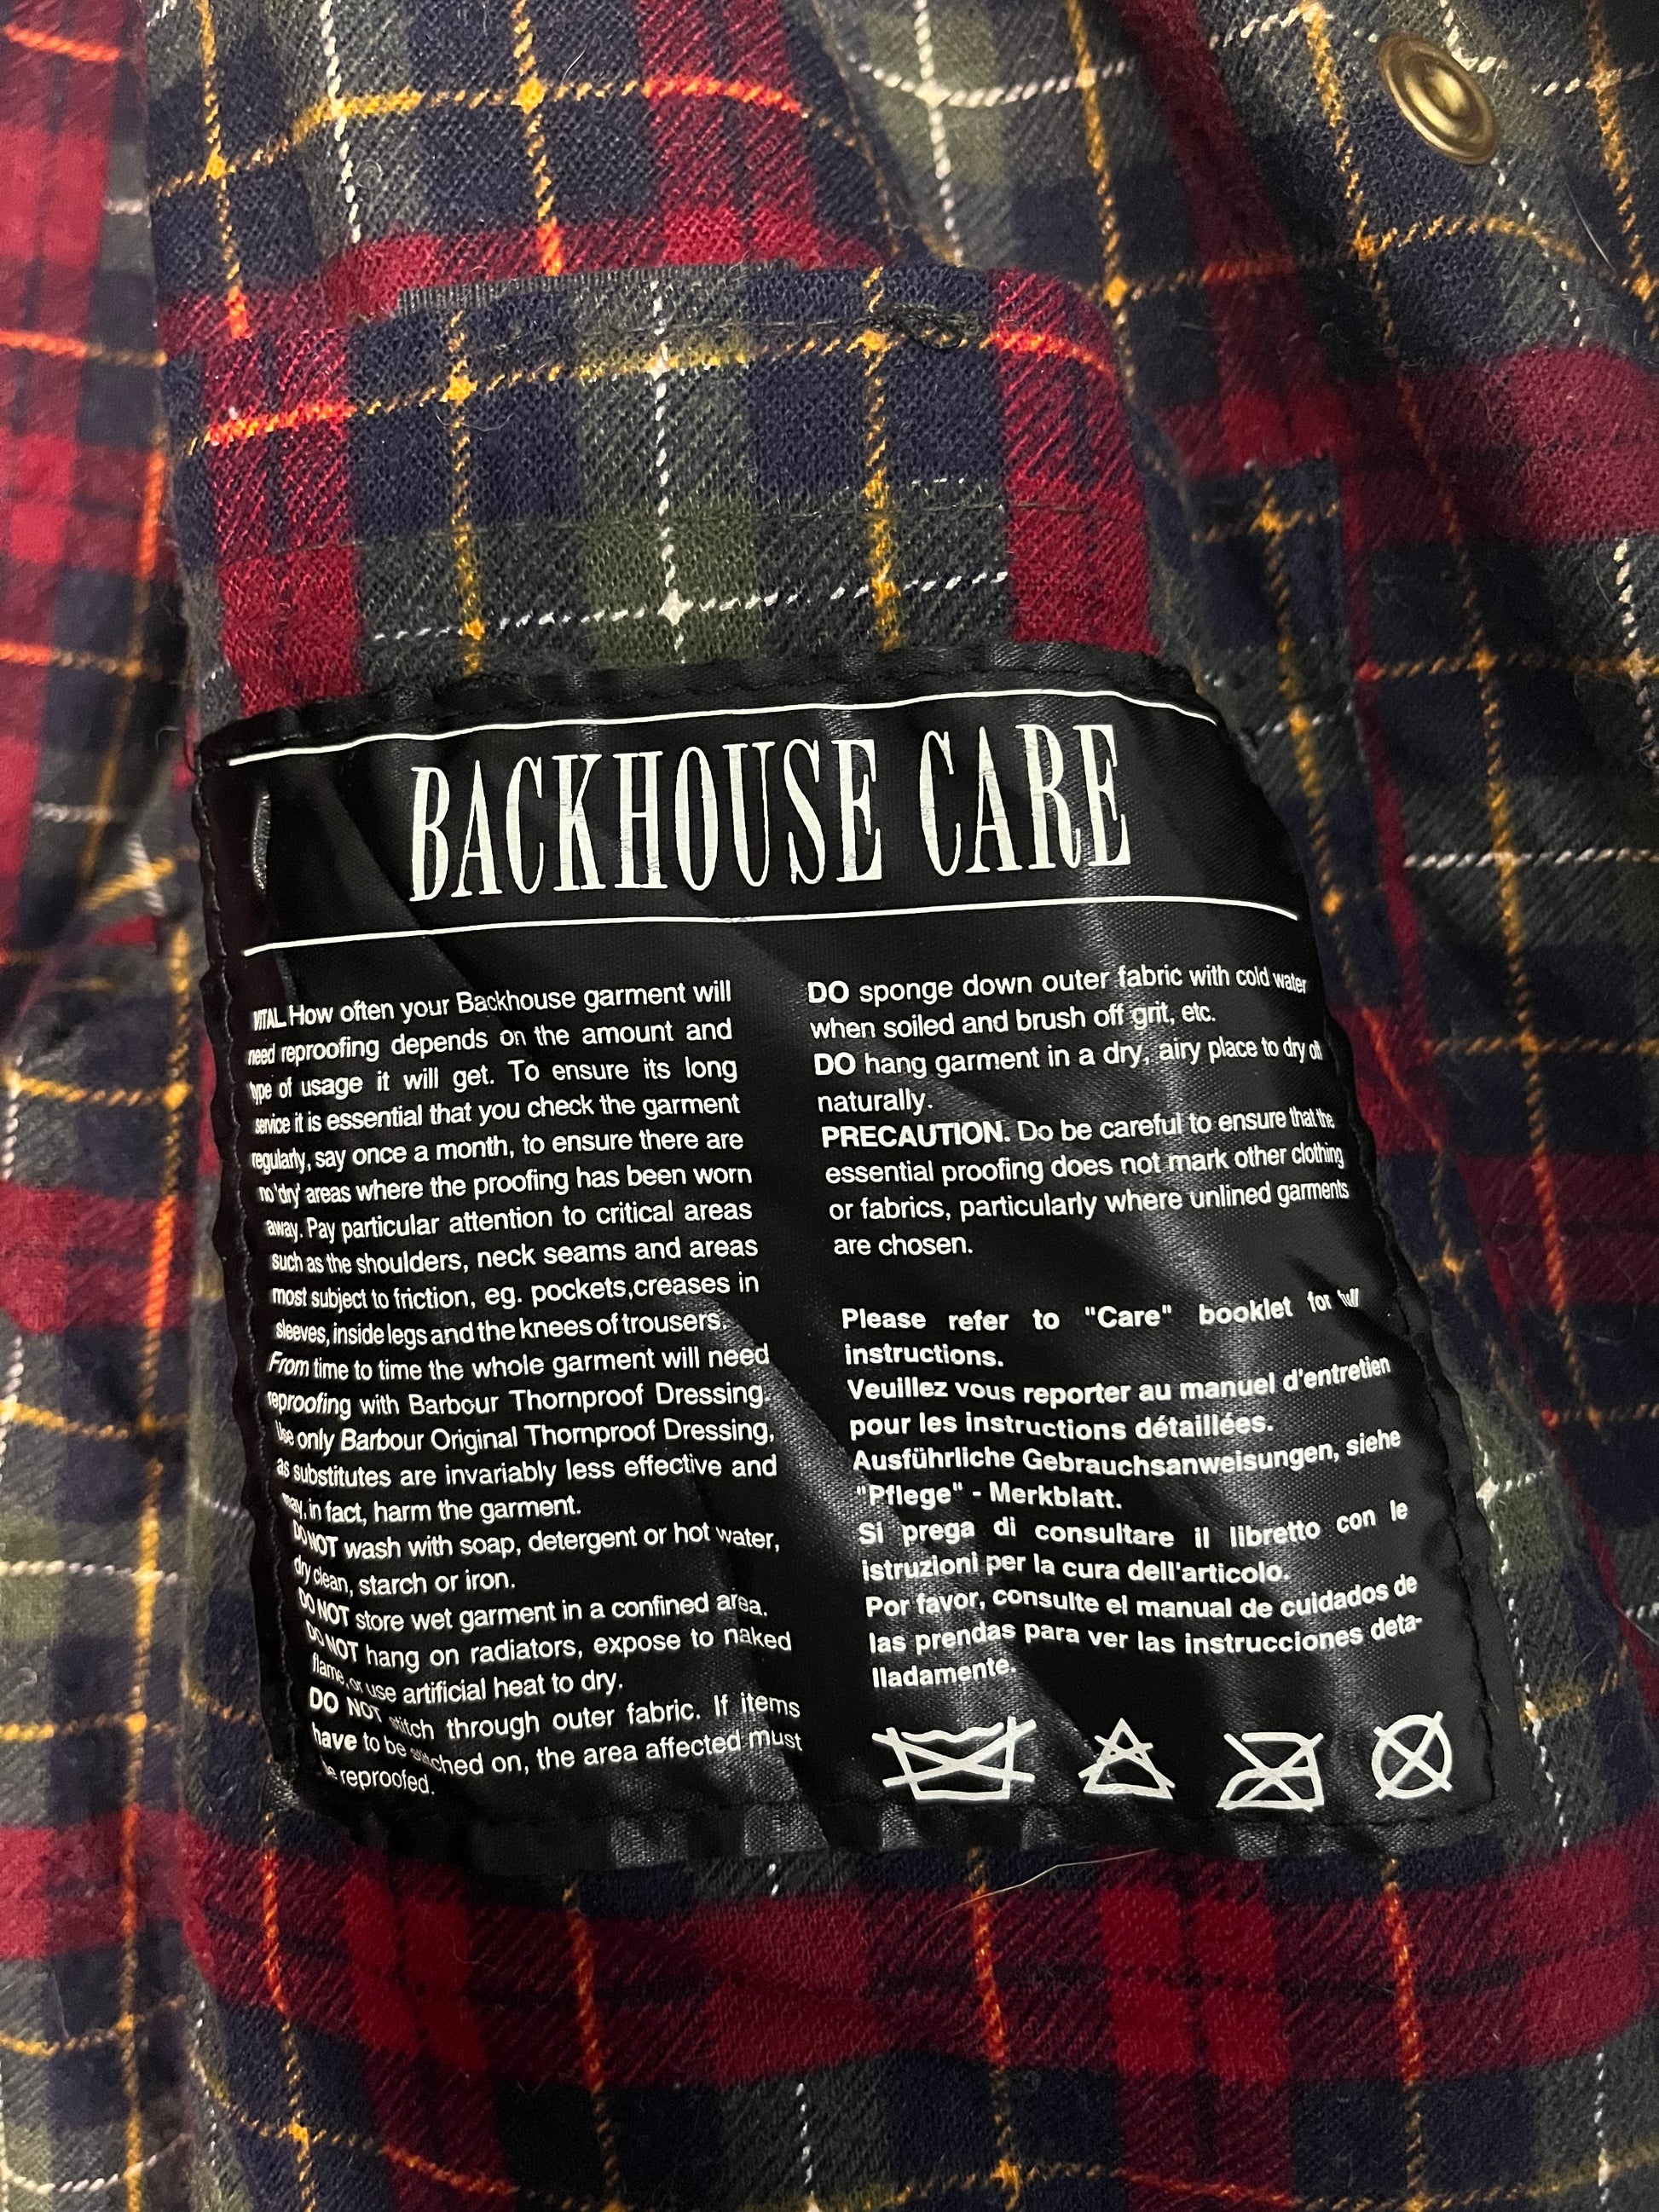 BACKHOUSE CARE
VITAL.How often your Backhouse garment will
need reproofing depends on the amount and
type of usage it will get. To ensure its long
service it is essential that you check the garment
regularly, say once a month, to ensure there are
no 'dry' areas where the proofing has been worn
away. Pay particular attention to critical areas
such as the shoulders, neck seams and areas
most subject to friction, eg. pockets,creases in
sleeves, inside legs and the knees of trousers.
From time to time the whole garment will need
reproofing with Barbour Thornproof Dressing.
Use only Barbour Original Thornproof Dressing,
as substitutes are invariably less effective and
may, in fact, harm the garment.
DO NOT wash with soap, detergent or hot water,
dry clean, starch or iron.
DO NOT store wet garment in a confined area.
DO NOT hang on radiators, expose to naked
flame, or use artificial heat to dry.
DO NOT stitch through outer fabric. If items
have to be stitched on, the area affected must
be reproofed.
DO sponge down outer fabric with cold water
when soiled and brush off grit, etc.
DO hang garment in a dry, airy place to dry off
naturally.
PRECAUTION. Do be careful to ensure that the
essential proofing does not mark other clothing
or fabrics, particularly where unlined garments
are chosen.
Please refer to "Care" booklet for full
instructions.
Veuillez vous reporter au manuel d'entretien
pour les instructions détaillées.
Ausführliche Gebrauchsanweisungen, siehe
"Pflege" - Merkblatt.
Si prega di consultare il libretto con le
istruzioni per la cura dell'articolo.
Por favor, consulte el manual de cuidados de
las prendas para ver las instrucciones deta-
lladamente.